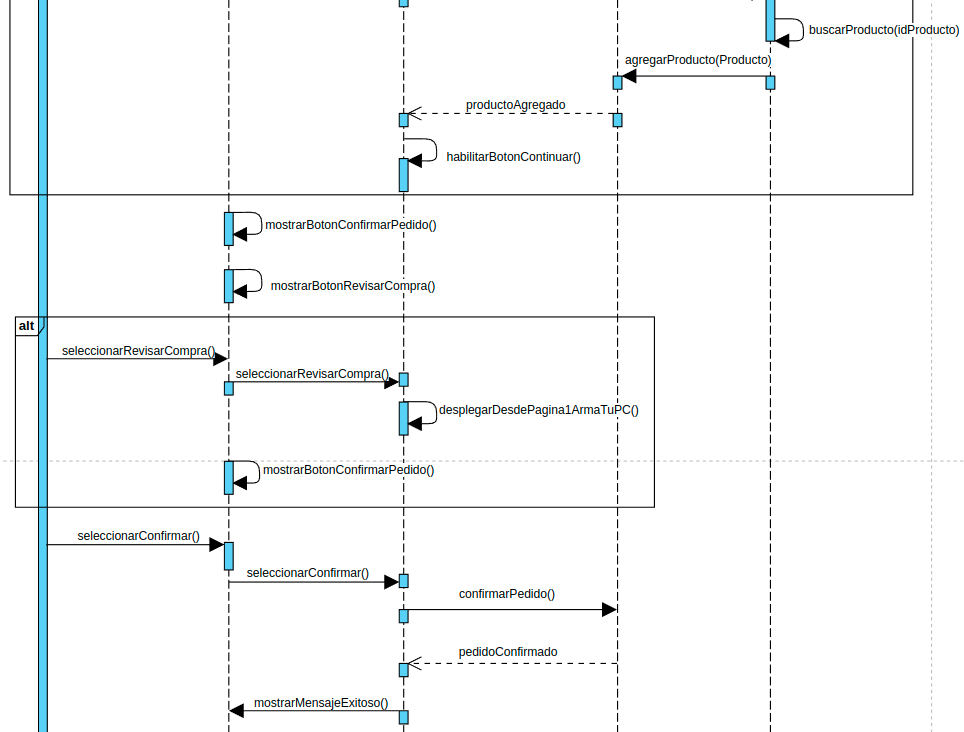 buscarProducto(idProducto)
agregarProducto(Producto)
productoAgregado
habilitarBotonContinuar()
mostrarBotonConfirmarPedido()
mostrarBotonRevisarCompra()
alt
seleccionarRevisarCompra()
seleccionarRevisarCompra()
desplegarDesdePagina1ArmaTuPC()
mostrarBotonConfirmarPedido()
seleccionarConfirmar()
seleccionarConfirmar()
confirmarPedido()
pedidoConfirmado
mostrarMensajeExitoso()